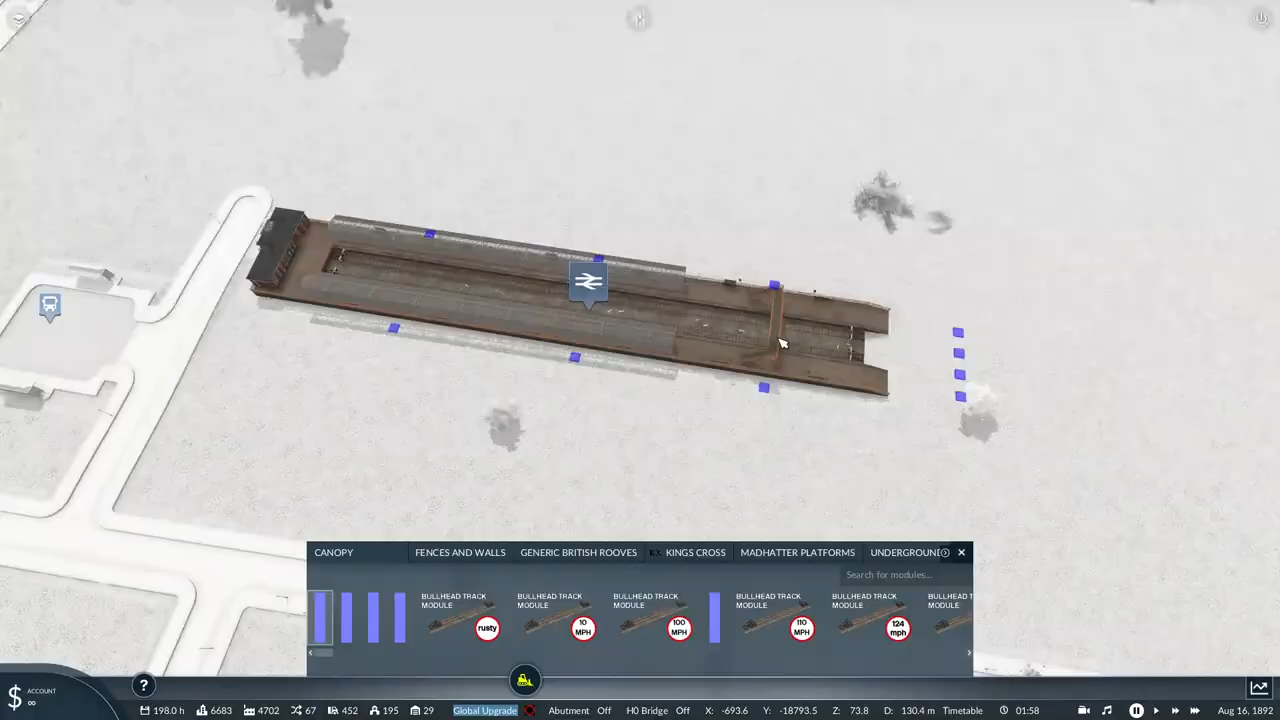 CANOPY FENCES AND WALLS GENERIC BRITISH ROOVES KINGS CROSS MADHATTER PLATFORMS UNDERGROUND
Search for modules...
BULLHEAD TRACK MODULE
rusty
BULLHEAD TRACK MODULE
10 MPH
BULLHEAD TRACK MODULE
100 MPH
BULLHEAD TRACK MODULE
110 MPH
BULLHEAD TRACK MODULE
124 mph
BULLHEAD T
MODULE
?
$ ACCOUNT
∞
198.0 h 6683 4702 67 452 195 29 Global Upgrade Abutment Off H0 Bridge Off X: -693.6 Y: -18793.5 Z: 73.8 D: 130.4 m Timetable 01:58 Aug 16, 1892